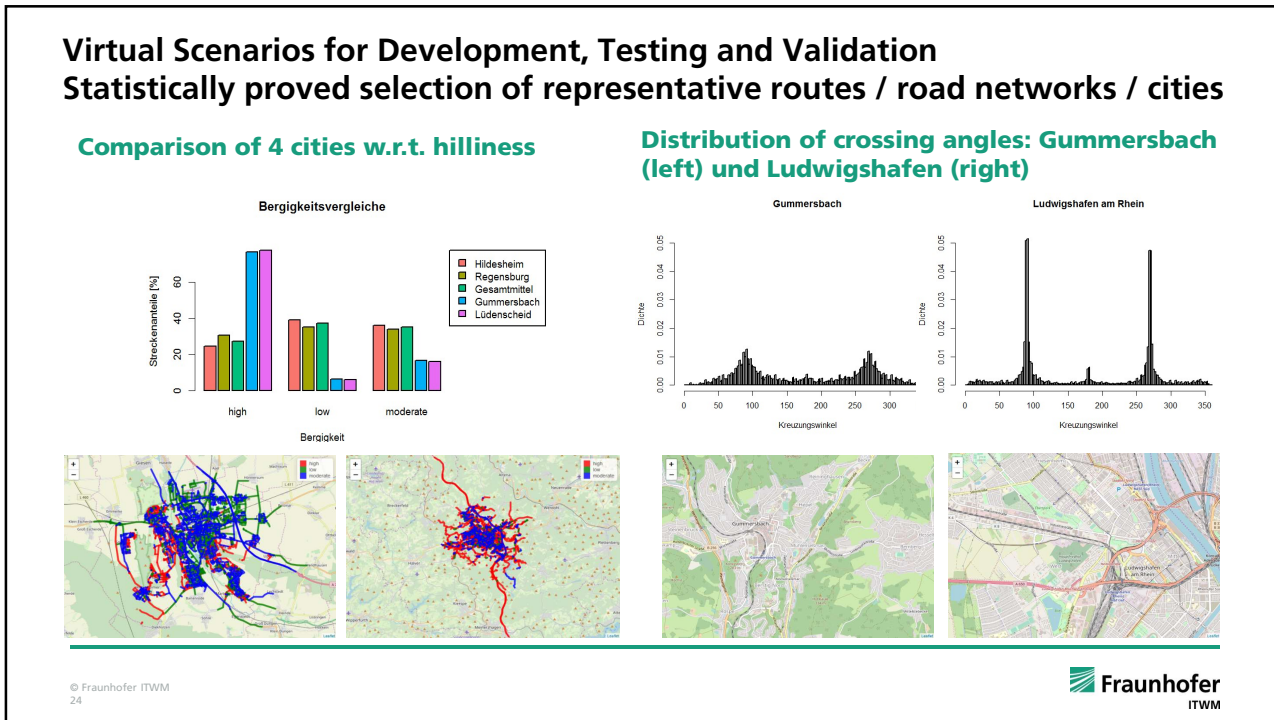 Virtual Scenarios for Development, Testing and Validation
Statistically proved selection of representative routes / road networks / cities
Comparison of 4 cities w.r.t. hilliness
Bergigkeitsvergleiche
Streckenanteile [%]
60
40
20
0
Hildesheim
Regensburg
Gesamtmittel
Gummersbach
Lüdenscheid
high
low
moderate
Bergigkeit
Distribution of crossing angles: Gummersbach
(left) und Ludwigshafen (right)
Gummersbach
Dichte
0.05
0.04
0.03
0.02
0.01
0.00
0
50
100
150
200
250
300
Kreuzungswinkel
Ludwigshafen am Rhein
Dichte
0.05
0.04
0.03
0.02
0.01
0.00
0
50
100
150
200
250
300
350
Kreuzungswinkel
+
−
high
low
moderate
Leaflet
+
−
high
low
moderate
Leaflet
+
−
Gummersbach
Leaflet
+
−
Ludwigshafen
am Rhein
Leaflet
© Fraunhofer ITWM
24
Fraunhofer
ITWM